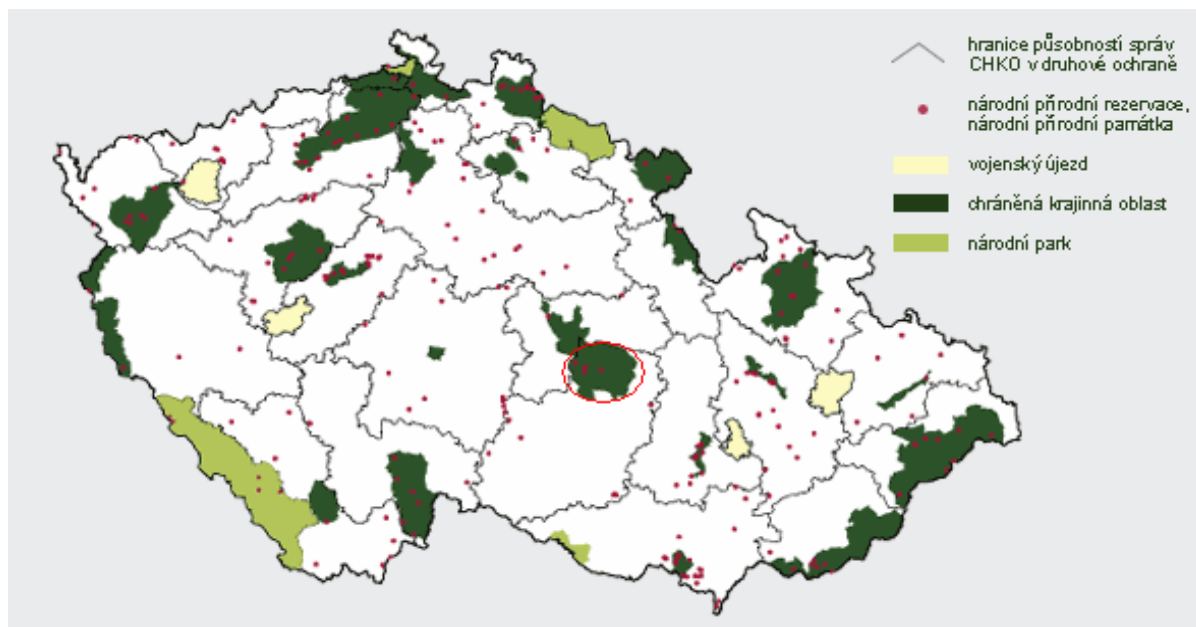 hranice působností správ
CHKO v druhové ochraně
národní přírodní rezervace,
národní přírodní památka
vojenský újezd
chráněná krajinná oblast
národní park